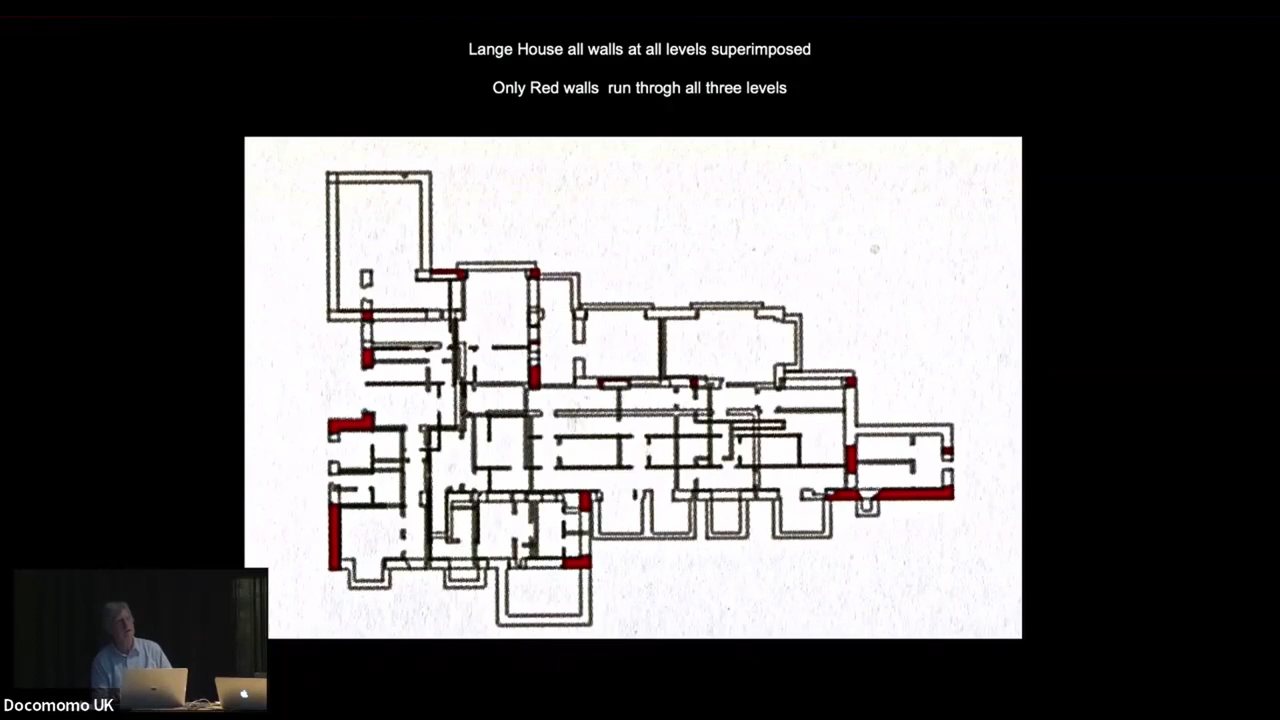 Lange House all walls at all levels superimposed
Only Red walls  run throgh all three levels
Docomomo UK